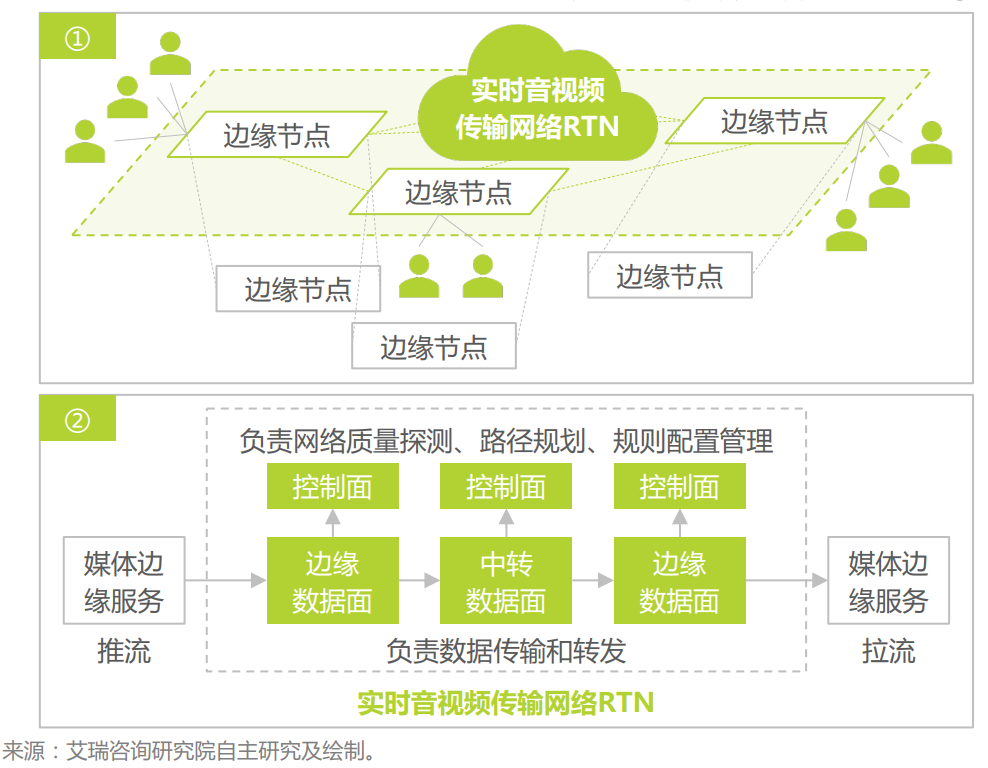 ①
实时音视频
传输网络RTN
边缘节点
边缘节点
边缘节点
边缘节点
边缘节点
边缘节点
②
负责网络质量探测、路径规划、规则配置管理
控制面
控制面
控制面
媒体边
缘服务
边缘
数据面
中转
数据面
边缘
数据面
媒体边
缘服务
推流
负责数据传输和转发
拉流
实时音视频传输网络RTN
来源：艾瑞咨询研究院自主研究及绘制。